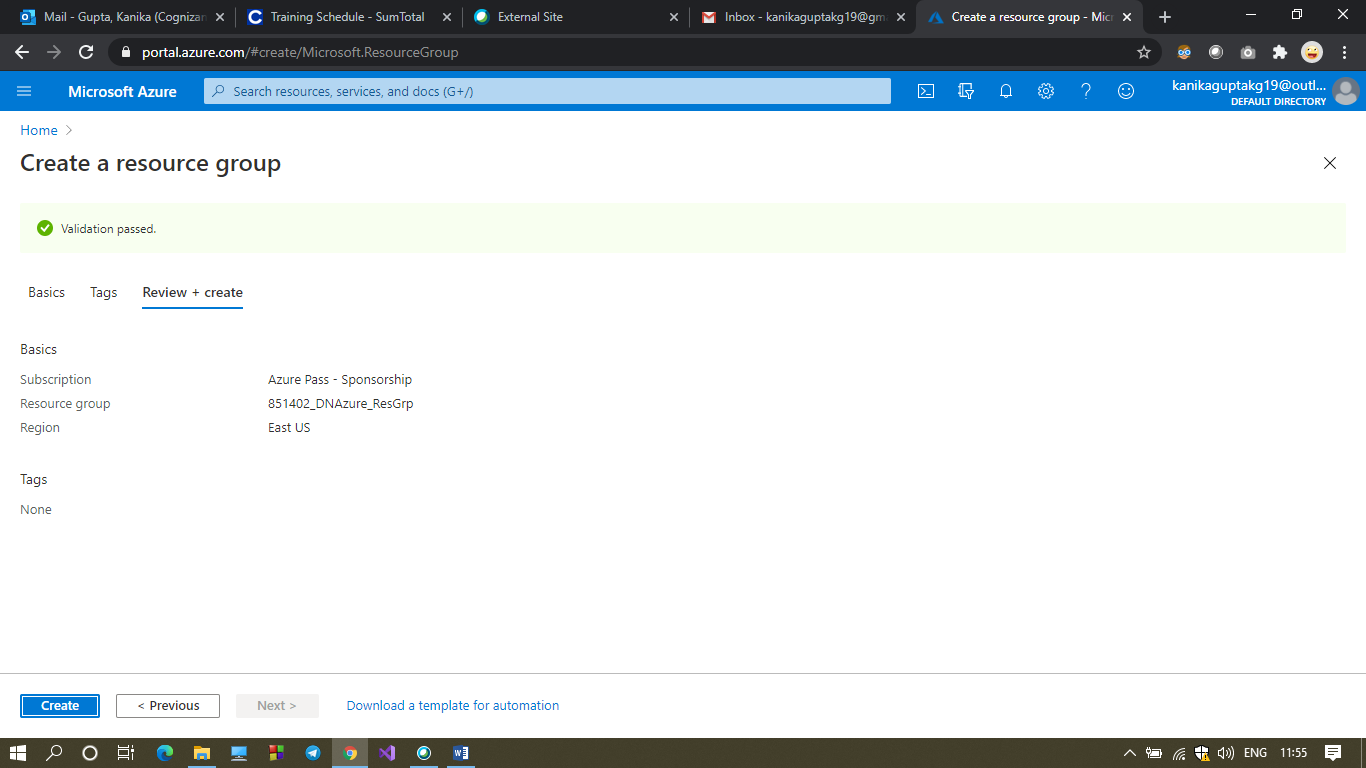 Mail - Gupta, Kanika (Cognizan
Training Schedule - SumTotal
External Site
Inbox - kanikaguptakg19@gma
Create a resource group - Micr
portal.azure.com/#create/Microsoft.ResourceGroup
Microsoft Azure
Search resources, services, and docs (G+/)
kanikaguptakg19@outl...
DEFAULT DIRECTORY
Home >
Create a resource group
Validation passed.
Basics Tags Review + create
Basics
Subscription Azure Pass - Sponsorship
Resource group 851402_DNAzure_ResGrp
Region East US
Tags
None
Create < Previous Next > Download a template for automation
ENG 11:55